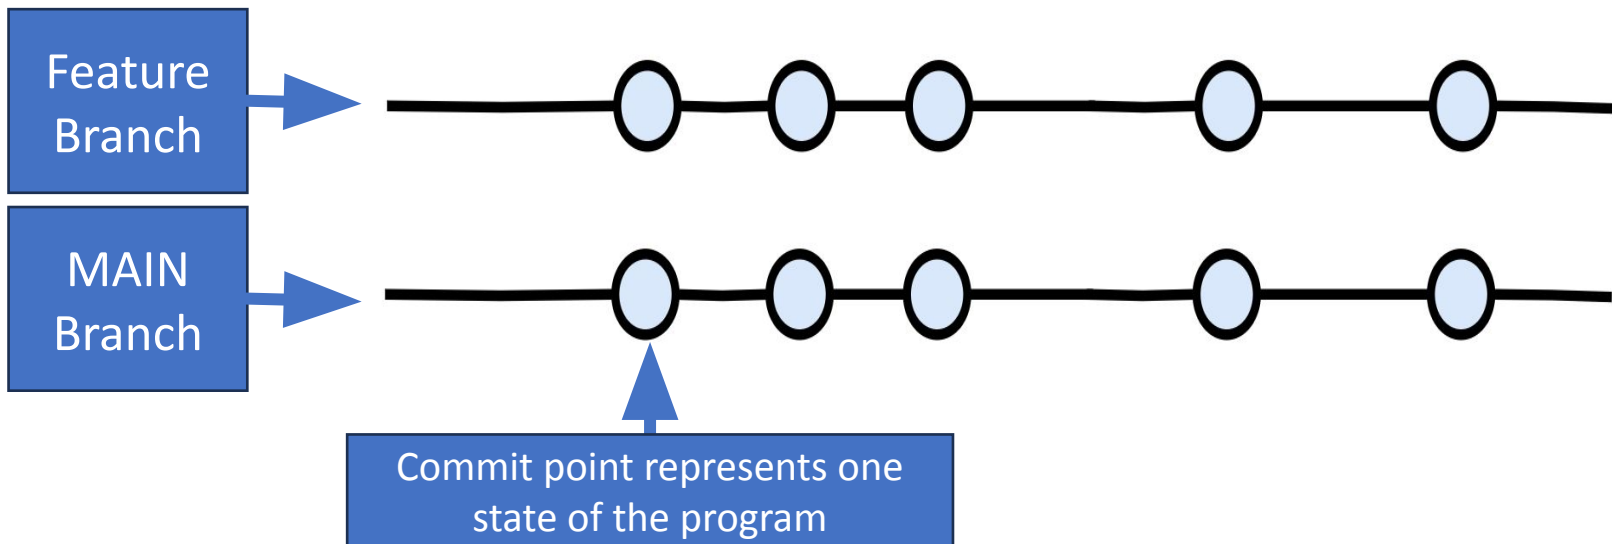 Feature
Branch
MAIN
Branch
Commit point represents one
state of the program